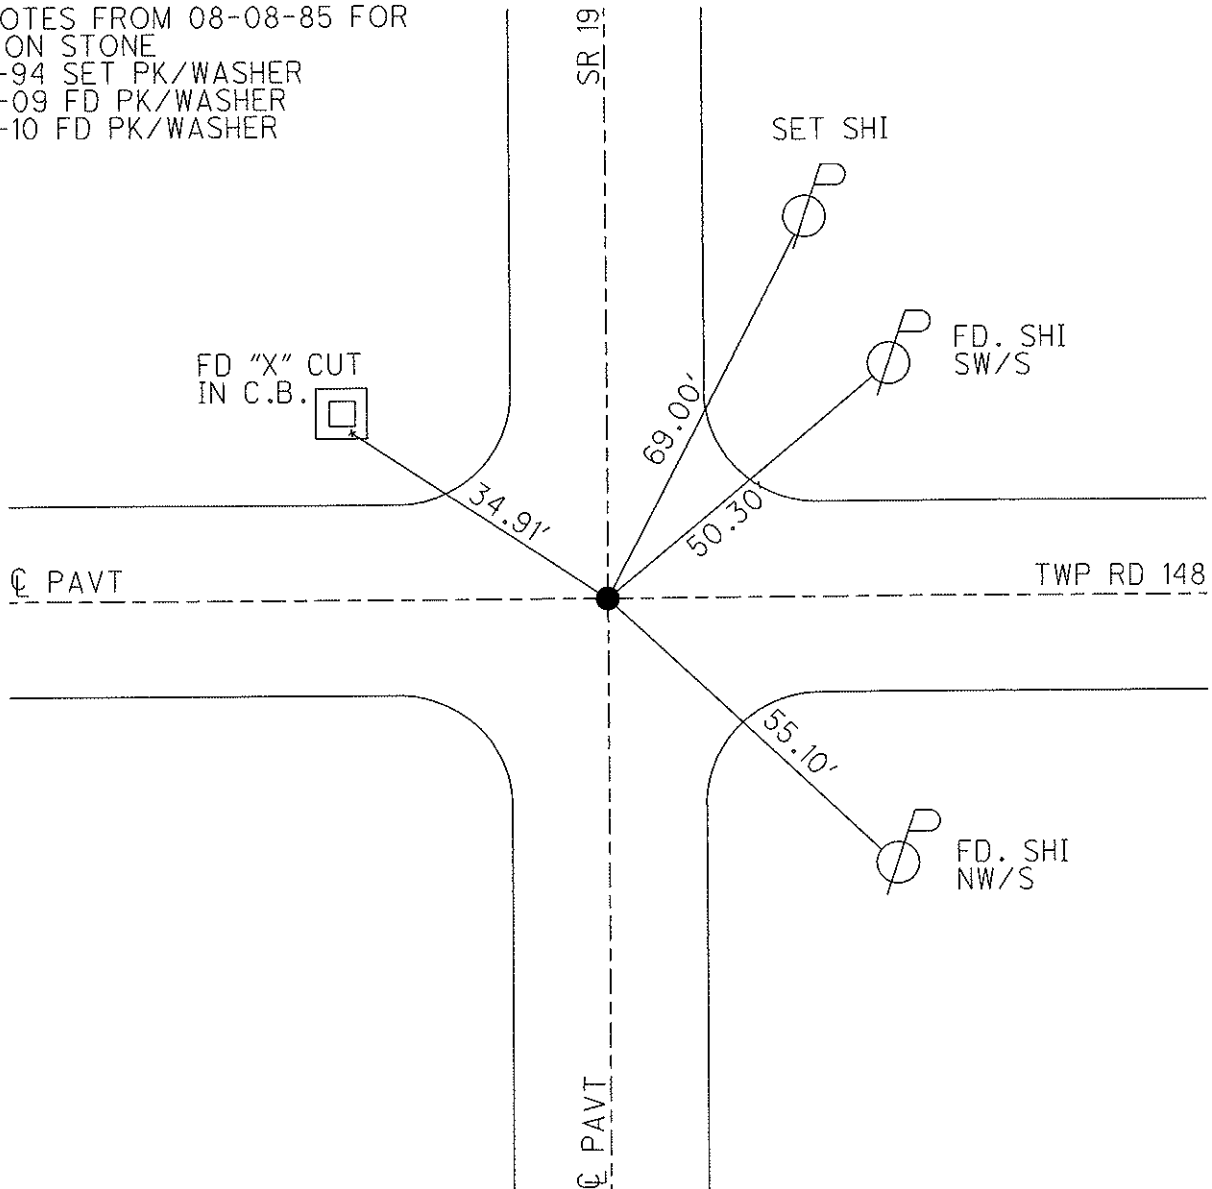 OTES FROM 08-08-85 FOR
ON STONE
-94 SET PK/WASHER
-09 FD PK/WASHER
-10 FD PK/WASHER
SR 19
SET SHI
FD. SHI
SW/S
FD "X" CUT
IN C.B.
69.00'
34.91'
50.30'
℄ PAVT
TWP RD 148
55.10'
FD. SHI
NW/S
℄ PAVT